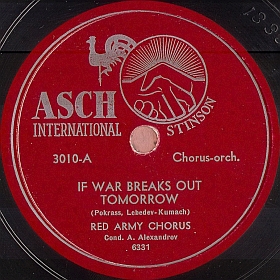 ASCH
INTERNATIONAL
STINSON
3010-A
Chorus-orch.
IF WAR BREAKS OUT
TOMORROW
(Pokrass, Lebedev-Kumach)
RED ARMY CHORUS
Cond. A. Alexandrov
6331